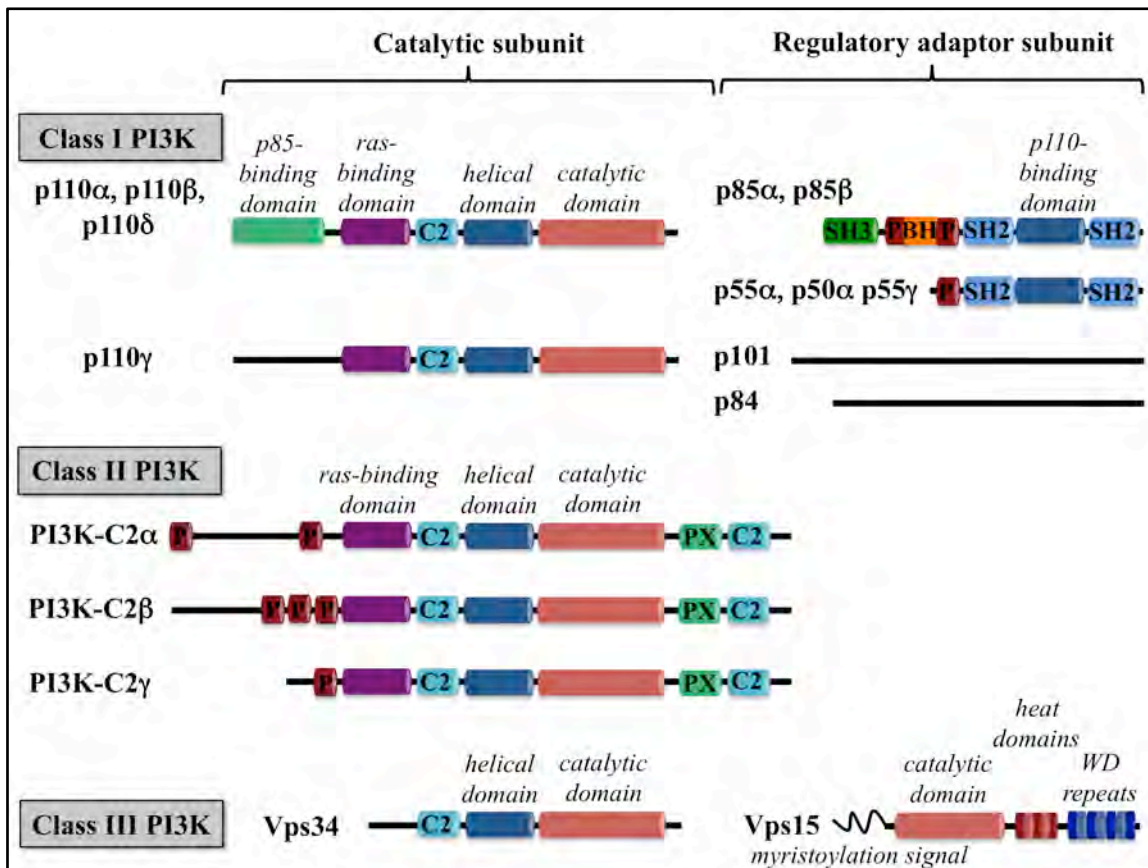 Catalytic subunit
Regulatory adaptor subunit
Class I PI3K
p85-
binding
domain
ras-
binding
domain
helical
domain
catalytic
domain
p110-
binding
domain
p110α, p110β,
p110δ
C2
p85α, p85β
SH3 P BH P SH2 SH2
p55α, p50α p55γ
P SH2 SH2
p110γ
C2
p101
p84
Class II PI3K
ras-binding
domain
helical
domain
catalytic
domain
PI3K-C2α
P P C2 PX C2
PI3K-C2β
P P P C2 PX C2
PI3K-C2γ
P C2 PX C2
Class III PI3K
helical
domain
catalytic
domain
Vps34
C2
Vps15
catalytic
domain
heat
domains
WD
repeats
myristoylation signal